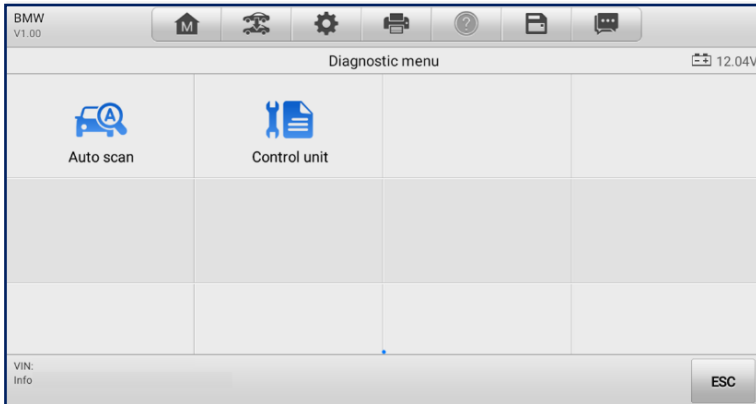 BMW
V1.00
M
Diagnostic menu
12.04V
A
Auto scan
Control unit
VIN:
Info
ESC